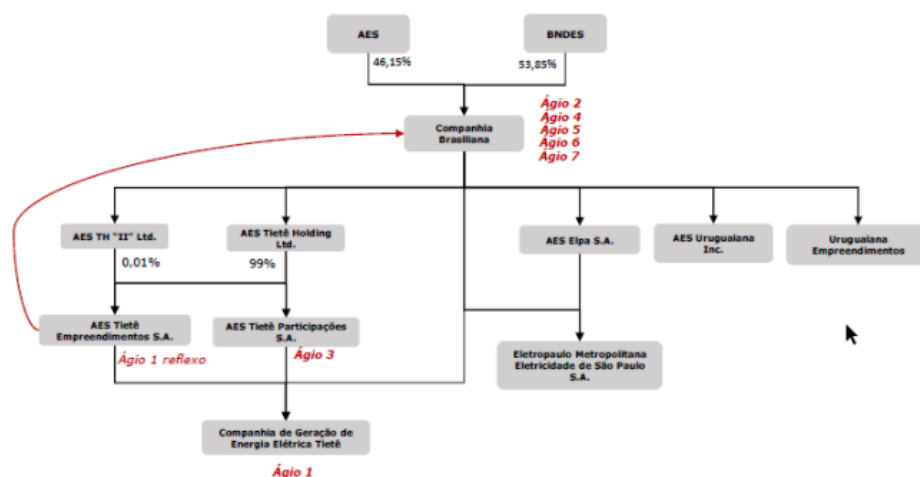 AES
BNDES
46,15%
53,85%
Companhia
Brasiliana
Ágio 2
Ágio 4
Ágio 5
Ágio 6
Ágio 7
AES TH "II" Ltd.
AES Tietê Holding
Ltd.
AES Elpa S.A.
AES Uruguaiana
Inc.
Uruguaiana
Empreendimentos
0,01%
99%
AES Tietê
Empreendimentos S.A.
AES Tietê Participações
S.A.
Ágio 1 reflexo
Ágio 3
Eletropaulo Metropolitana
Eletricidade de São Paulo
S.A.
Companhia de Geração de
Energia Elétrica Tietê
Ágio 1